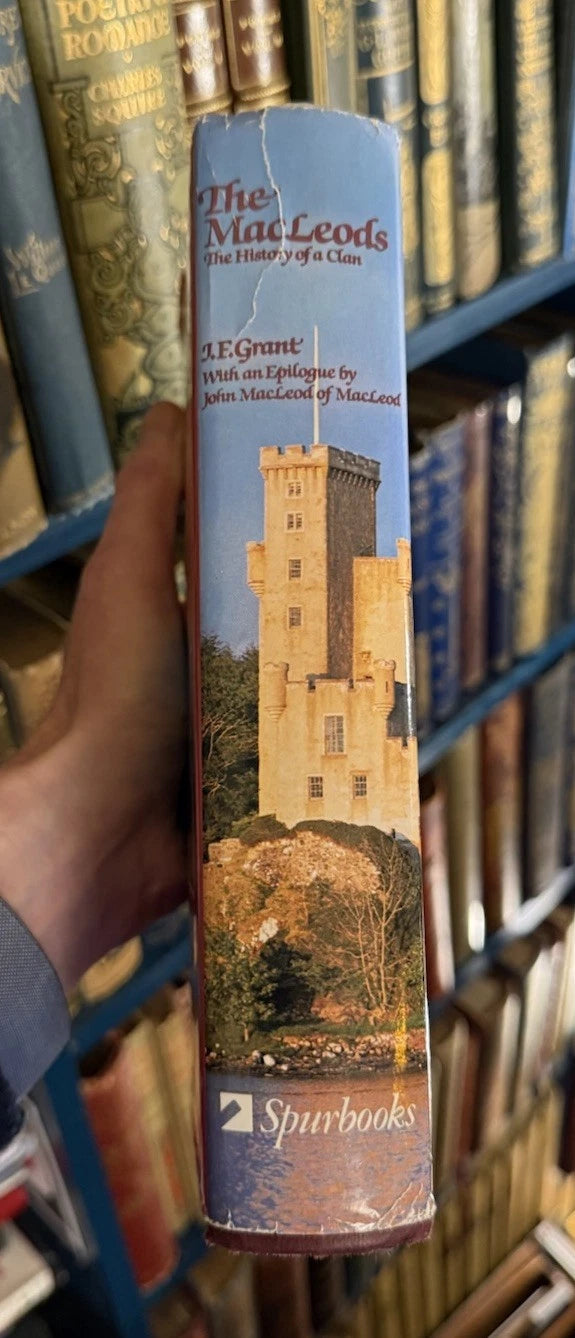 POETRY
ROMANCE
CHARLES
SQUIRE
The
MacLeods
The History of a Clan
I.F.Grant
With an Epilogue by
John MacLeod of MacLeod
Spurbooks